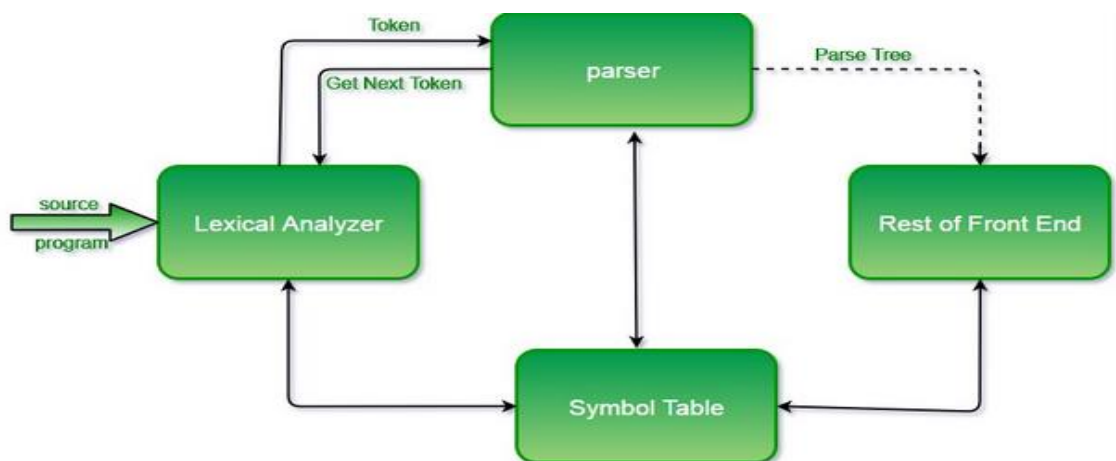 Token
parser
Parse Tree
Get Next Token
source
program
Lexical Analyzer
Rest of Front End
Symbol Table